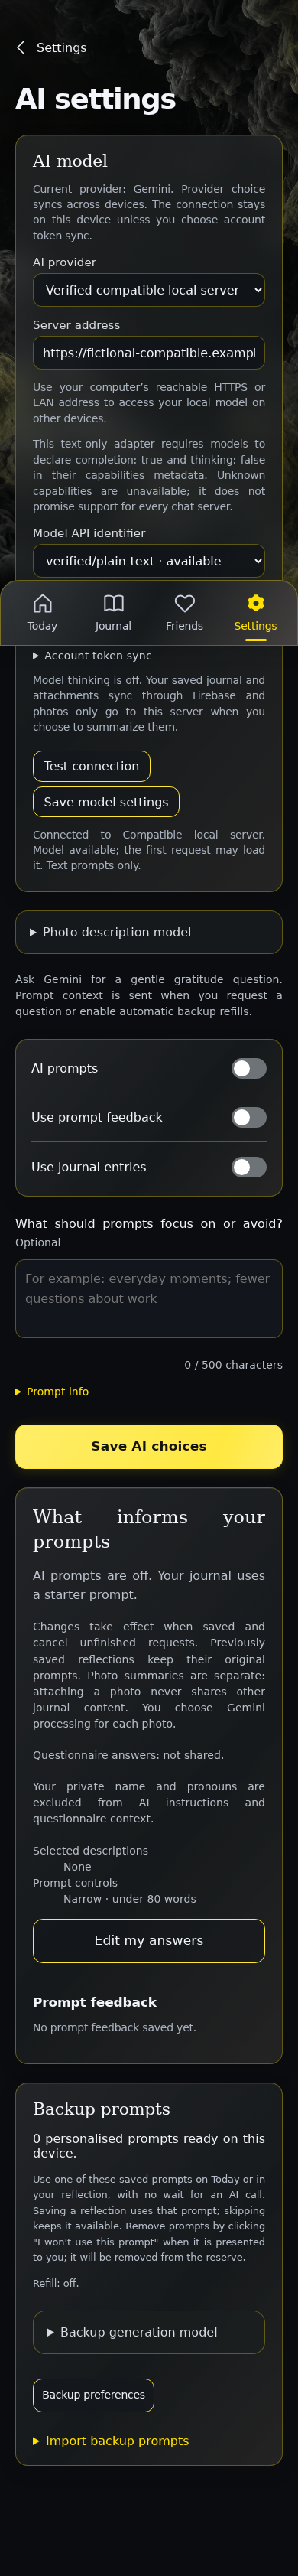 Settings
AI settings
AI model
Current provider: Gemini. Provider choice
syncs across devices. The connection stays
on this device unless you choose account
token sync.
AI provider
Verified compatible local server
Server address
https://fictional-compatible.exampl
Use your computer's reachable HTTPS or
LAN address to access your local model on
other devices.
This text-only adapter requires models to
declare completion: true and thinking: false
in their capabilities metadata. Unknown
capabilities are unavailable; it does not
promise support for every chat server.
Model API identifier
verified/plain-text · available
Today
Journal
Friends
Settings
Account token sync
Model thinking is off. Your saved journal and
attachments sync through Firebase and
photos only go to this server when you
choose to summarize them.
Test connection
Save model settings
Connected to Compatible local server.
Model available; the first request may load
it. Text prompts only.
Photo description model
Ask Gemini for a gentle gratitude question.
Prompt context is sent when you request a
question or enable automatic backup refills.
AI prompts
Use prompt feedback
Use journal entries
What should prompts focus on or avoid?
Optional
For example: everyday moments; fewer
questions about work
0 / 500 characters
Prompt info
Save AI choices
What informs your
prompts
AI prompts are off. Your journal uses
a starter prompt.
Changes take effect when saved and
cancel unfinished requests. Previously
saved reflections keep their original
prompts. Photo summaries are separate:
attaching a photo never shares other
journal content. You choose Gemini
processing for each photo.
Questionnaire answers: not shared.
Your private name and pronouns are
excluded from AI instructions and
questionnaire context.
Selected descriptions
None
Prompt controls
Narrow · under 80 words
Edit my answers
Prompt feedback
No prompt feedback saved yet.
Backup prompts
0 personalised prompts ready on this
device.
Use one of these saved prompts on Today or in
your reflection, with no wait for an AI call.
Saving a reflection uses that prompt; skipping
keeps it available. Remove prompts by clicking
"I won't use this prompt" when it is presented
to you; it will be removed from the reserve.
Refill: off.
Backup generation model
Backup preferences
Import backup prompts